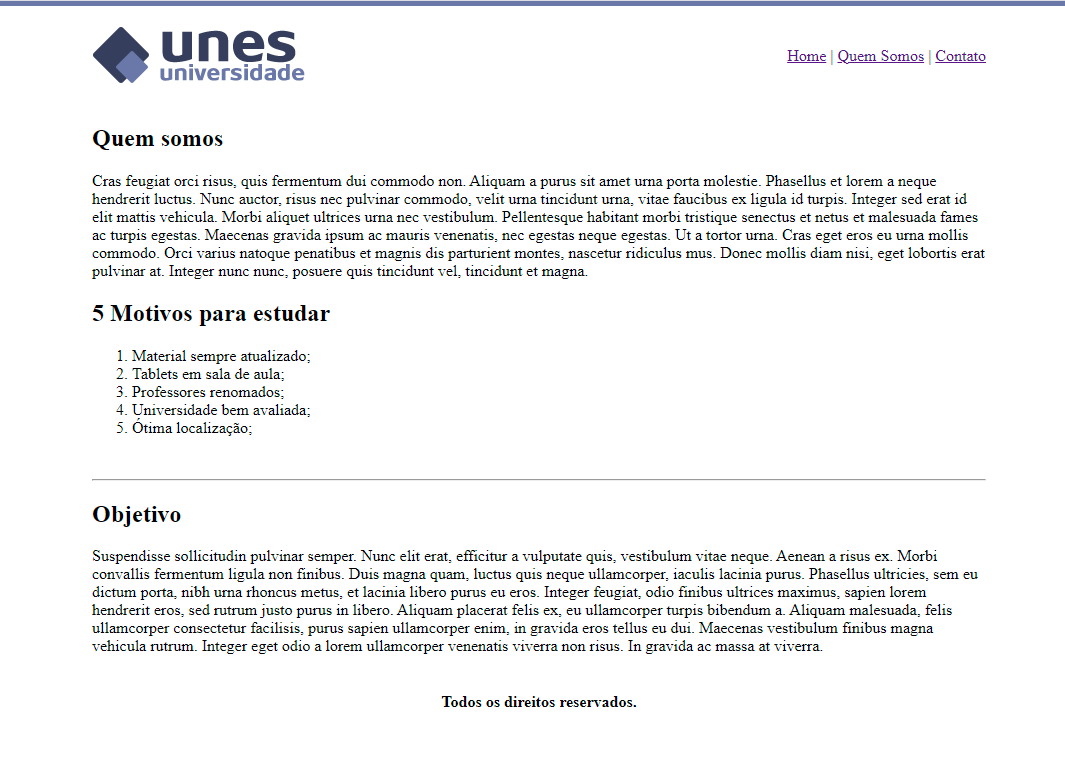 unes
universidade
Home | Quem Somos | Contato
Quem somos
Cras feugiat orci risus, quis fermentum dui commodo non. Aliquam a purus sit amet urna porta molestie. Phasellus et lorem a neque
hendrerit luctus. Nunc auctor, risus nec pulvinar commodo, velit urna tincidunt urna, vitae faucibus ex ligula id turpis. Integer sed erat id
elit mattis vehicula. Morbi aliquet ultrices urna nec vestibulum. Pellentesque habitant morbi tristique senectus et netus et malesuada fames
ac turpis egestas. Maecenas gravida ipsum ac mauris venenatis, nec egestas neque egestas. Ut a tortor urna. Cras eget eros eu urna mollis
commodo. Orci varius natoque penatibus et magnis dis parturient montes, nascetur ridiculus mus. Donec mollis diam nisi, eget lobortis erat
pulvinar at. Integer nunc nunc, posuere quis tincidunt vel, tincidunt et magna.
5 Motivos para estudar
1. Material sempre atualizado;
2. Tablets em sala de aula;
3. Professores renomados;
4. Universidade bem avaliada;
5. Ótima localização;
Objetivo
Suspendisse sollicitudin pulvinar semper. Nunc elit erat, efficitur a vulputate quis, vestibulum vitae neque. Aenean a risus ex. Morbi
convallis fermentum ligula non finibus. Duis magna quam, luctus quis neque ullamcorper, iaculis lacinia purus. Phasellus ultricies, sem eu
dictum porta, nibh urna rhoncus metus, et lacinia libero purus eu eros. Integer feugiat, odio finibus ultrices maximus, sapien lorem
hendrerit eros, sed rutrum justo purus in libero. Aliquam placerat felis ex, eu ullamcorper turpis bibendum a. Aliquam malesuada, felis
ullamcorper consectetur facilisis, purus sapien ullamcorper enim, in gravida eros tellus eu dui. Maecenas vestibulum finibus magna
vehicula rutrum. Integer eget odio a lorem ullamcorper venenatis viverra non risus. In gravida ac massa at viverra.
Todos os direitos reservados.